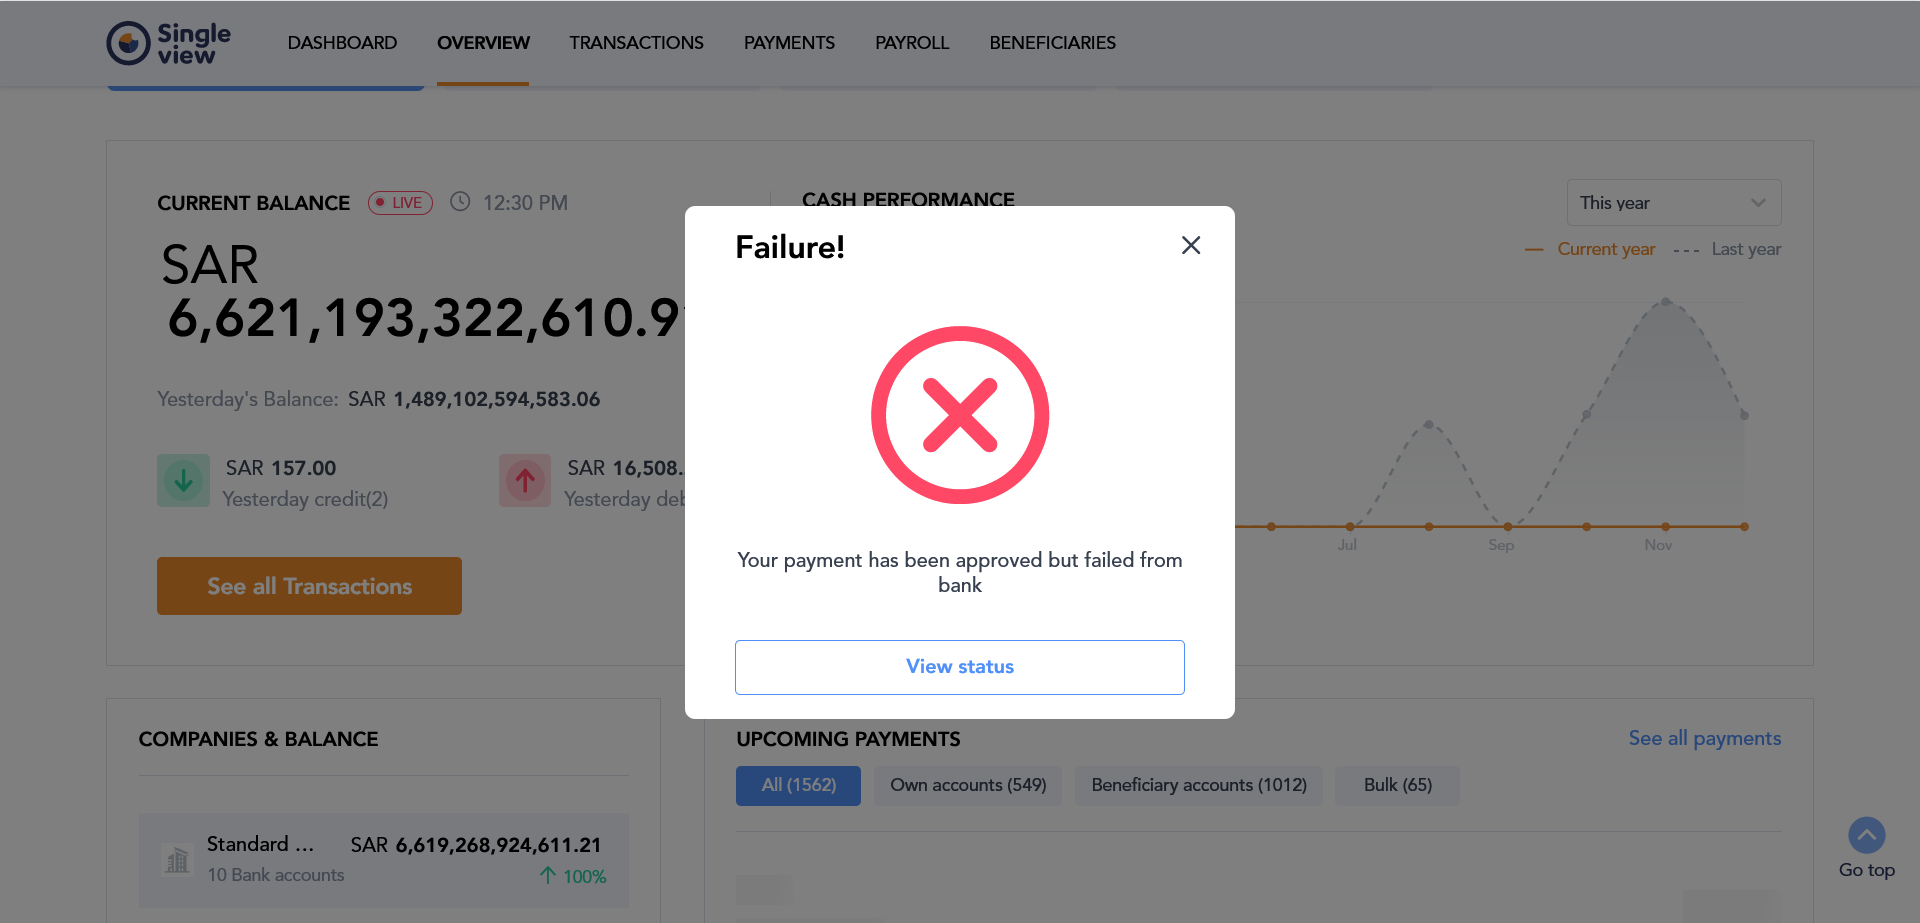 Single view
DASHBOARD
OVERVIEW
TRANSACTIONS
PAYMENTS
PAYROLL
BENEFICIARIES
CURRENT BALANCE
LIVE
12:30 PM
SAR
6,621,193,322,610.9
Yesterday's Balance: SAR 1,489,102,594,583.06
SAR 157.00
Yesterday credit(2)
SAR 16,508.
Yesterday deb
See all Transactions
CASH PERFORMANCE
This year
Current year
Last year
Jul
Sep
Nov
Failure!
Your payment has been approved but failed from
bank
View status
COMPANIES & BALANCE
Standard ...
SAR 6,619,268,924,611.21
10 Bank accounts
100%
UPCOMING PAYMENTS
See all payments
All (1562)
Own accounts (549)
Beneficiary accounts (1012)
Bulk (65)
Go top